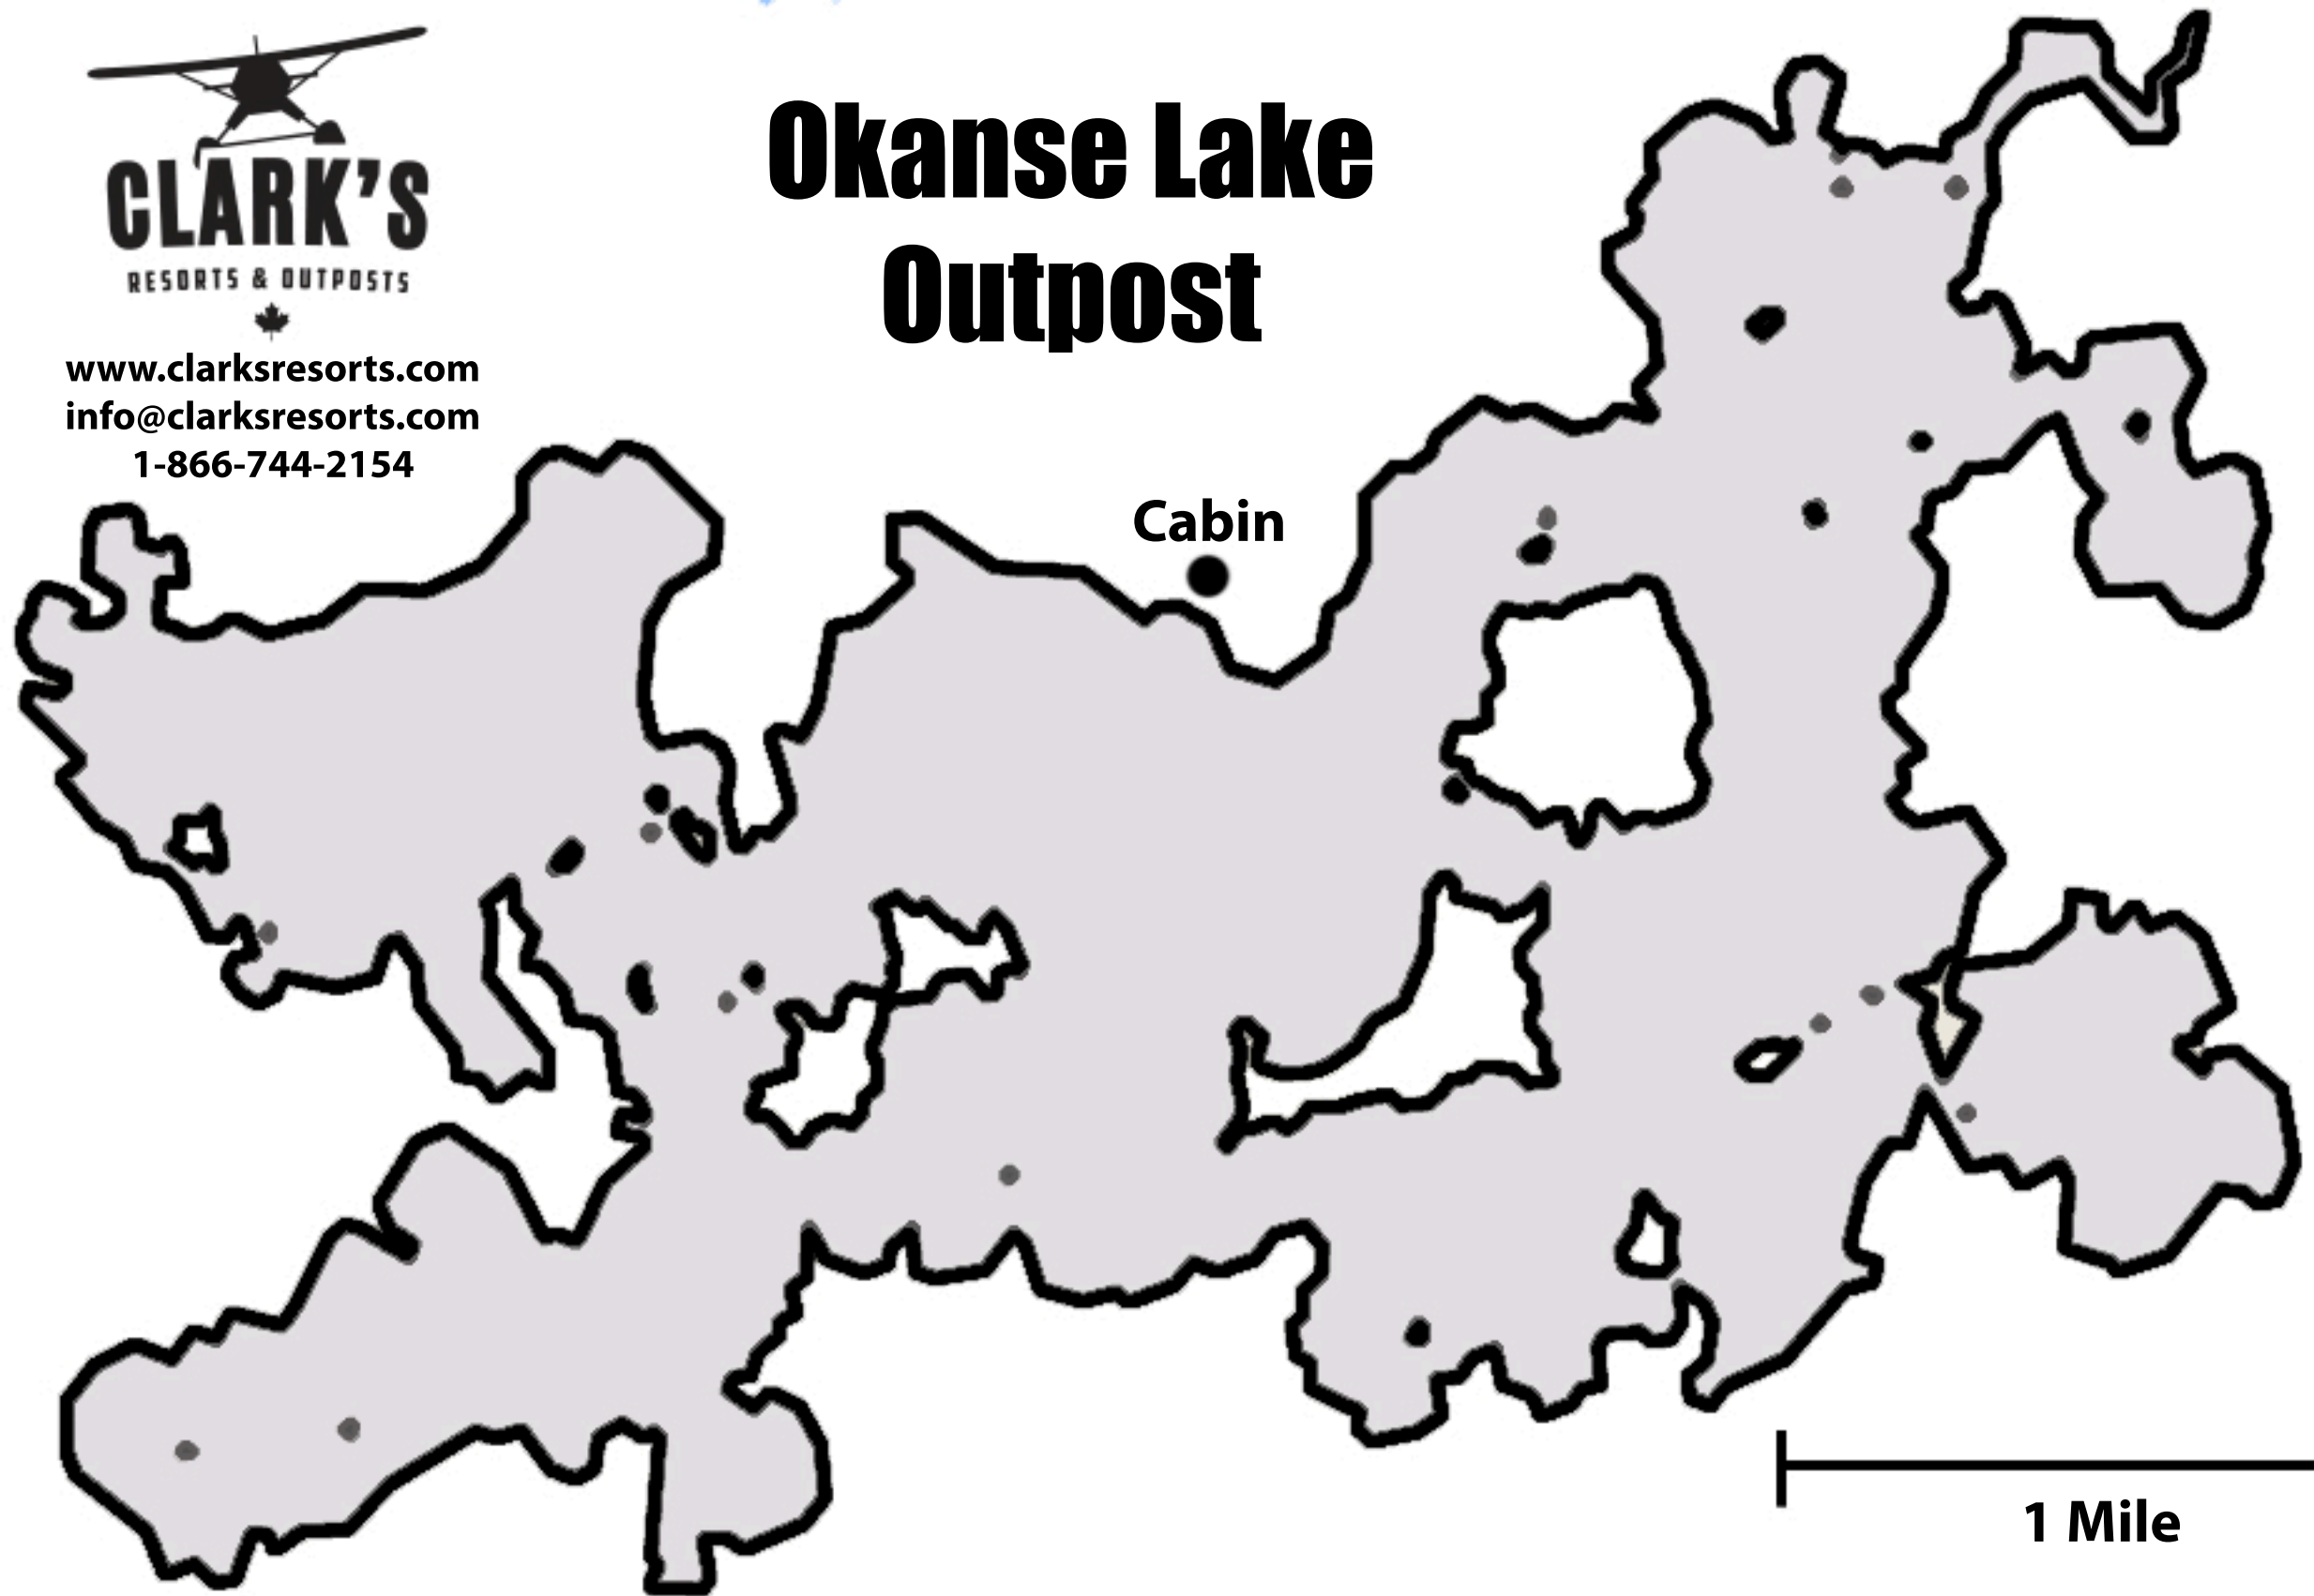 CLARK'S
RESORTS & OUTPOSTS
www.clarksresorts.com
info@clarksresorts.com
1-866-744-2154
Okanse Lake
Outpost
Cabin
1 Mile